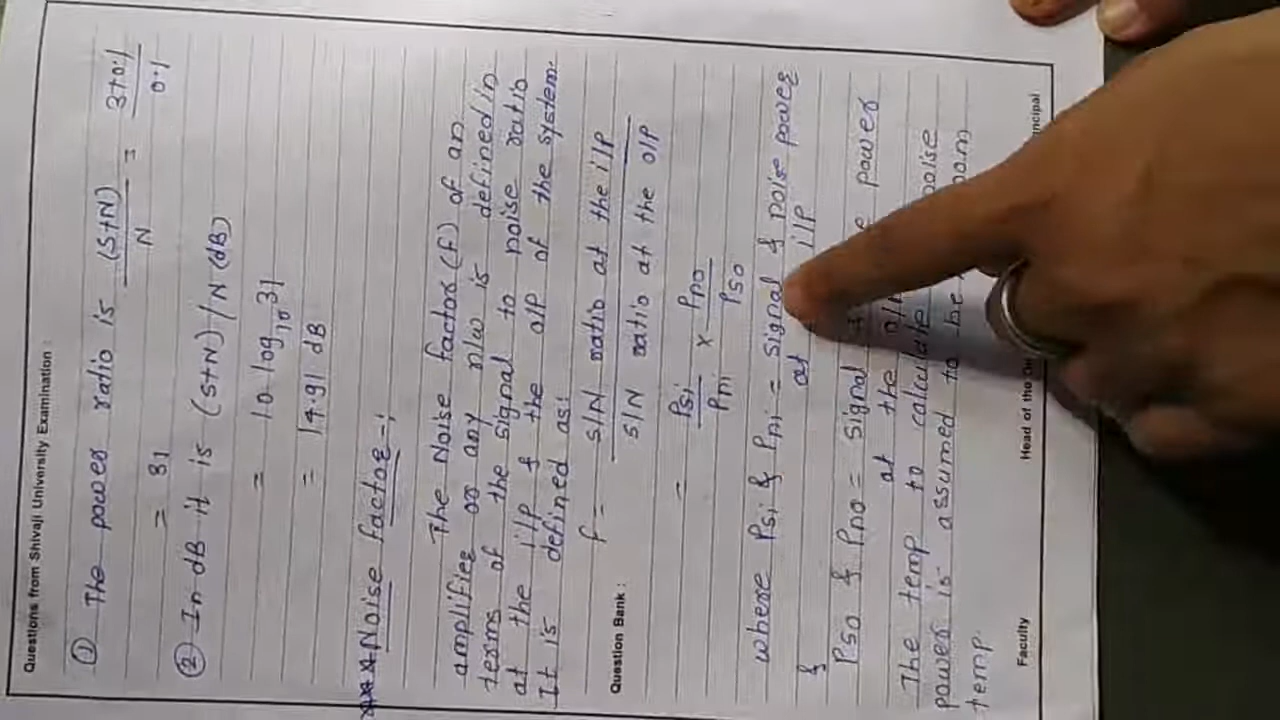 Questions from Shivaji University Examination :
① The power ratio is (S+N) / N = 3+0.1 / 0.1
= 31
② In dB it is (S+N)/N (dB)
= 10 log10 31
= 14.91 dB
*** Noise factor -:
The Noise factor (F) of an
amplifier or any n/w is defined in
terms of the signal to noise ratio
at the i/p & the o/p of the system.
It is defined as:
F = S/N ratio at the i/p
S/N ratio at the o/p
Question Bank :
= Psi / Pni x Pno / Pso
where Psi & Pni = signal & noise power
& at i/p
Pso & Pno = signal power
at the
The temp to calculate noise
power is assumed to be
temp.
Faculty
Head of the